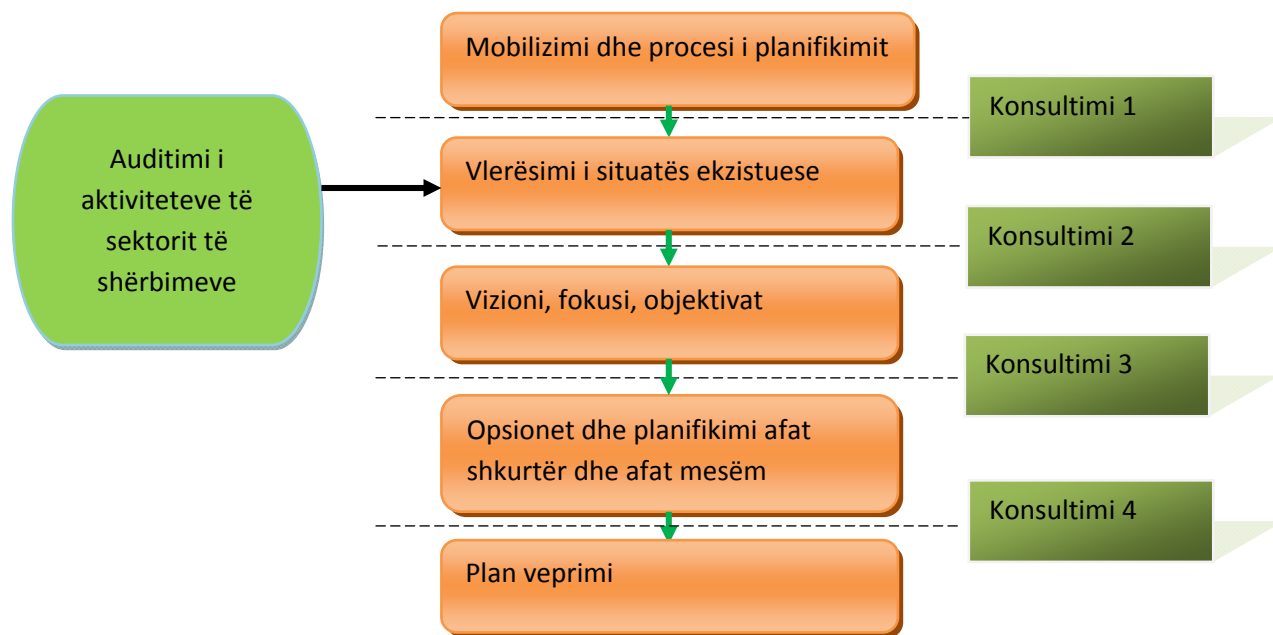 Mobilizimi dhe procesi i planifikimit
Konsultimi 1
Auditimi i
aktiviteteve të
sektorit të
shërbimeve
Vlerësimi i situatës ekzistuese
Konsultimi 2
Vizioni, fokusi, objektivat
Konsultimi 3
Opsionet dhe planifikimi afat
shkurtër dhe afat mesëm
Konsultimi 4
Plan veprimi